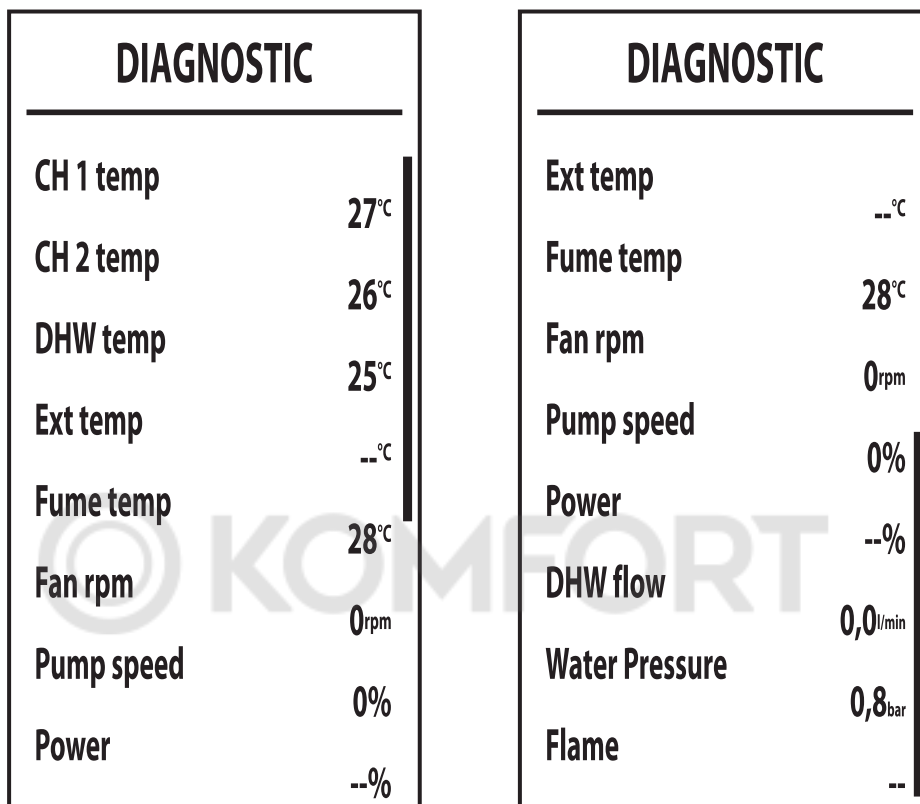 DIAGNOSTIC
CH 1 temp
27°C
CH 2 temp
26°C
DHW temp
25°C
Ext temp
--°C
Fume temp
28°C
Fan rpm
0rpm
Pump speed
0%
Power
--%
DIAGNOSTIC
Ext temp
--°C
Fume temp
28°C
Fan rpm
0rpm
Pump speed
0%
Power
--%
DHW flow
0,0l/min
Water Pressure
0,8bar
Flame
--
KOMFORT